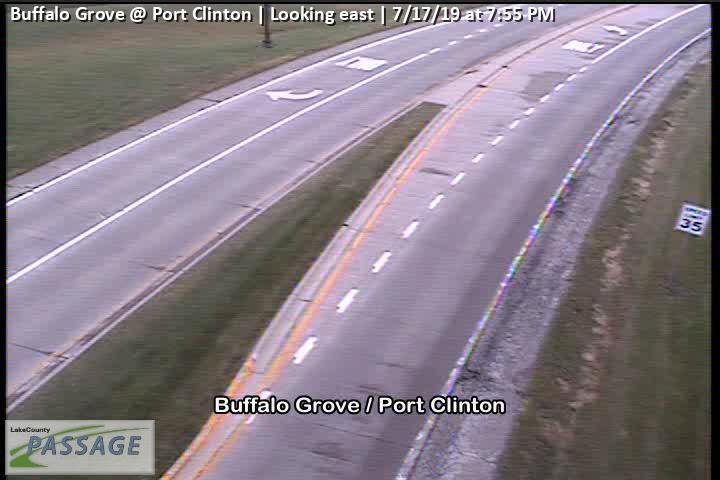 Buffalo Grove @ Port Clinton | Looking east | 7/17/19 at 7:55 PM
SPEED
LIMIT
35
Buffalo Grove / Port Clinton
LakeCounty
PASSAGE